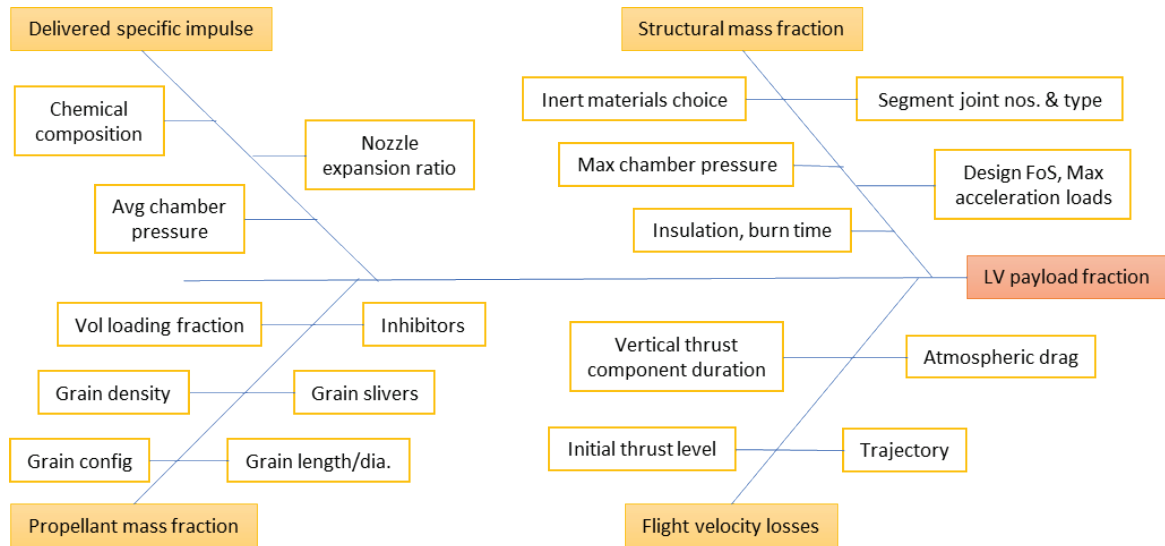 Delivered specific impulse
Structural mass fraction
Chemical
composition
Nozzle
expansion ratio
Avg chamber
pressure
Inert materials choice
Segment joint nos. & type
Max chamber pressure
Design FoS, Max
acceleration loads
Insulation, burn time
LV payload fraction
Vol loading fraction
Inhibitors
Grain density
Grain slivers
Grain config
Grain length/dia.
Propellant mass fraction
Vertical thrust
component duration
Atmospheric drag
Initial thrust level
Trajectory
Flight velocity losses